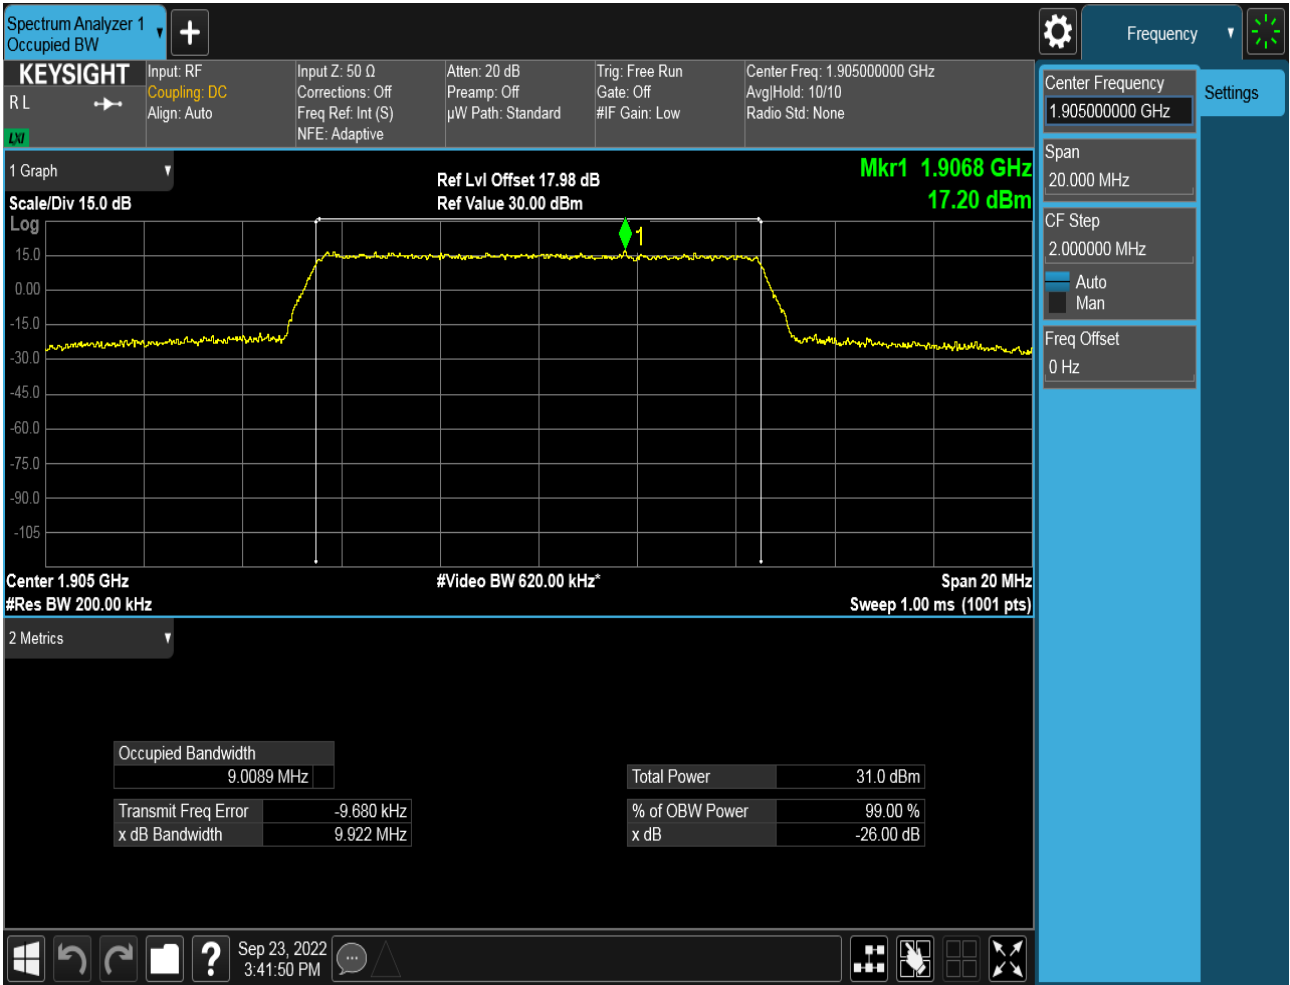 Spectrum Analyzer 1
Occupied BW
Frequency
KEYSIGHT
R L
LXI
Input: RF
Coupling: DC
Align: Auto
Input Z: 50 Ω
Corrections: Off
Freq Ref: Int (S)
NFE: Adaptive
Atten: 20 dB
Preamp: Off
µW Path: Standard
Trig: Free Run
Gate: Off
#IF Gain: Low
Center Freq: 1.905000000 GHz
Avg|Hold: 10/10
Radio Std: None
Center Frequency
1.905000000 GHz
Settings
Span
20.000 MHz
CF Step
2.000000 MHz
Auto
Man
Freq Offset
0 Hz
1 Graph
Scale/Div 15.0 dB
Log
Ref Lvl Offset 17.98 dB
Ref Value 30.00 dBm
Mkr1 1.9068 GHz
17.20 dBm
1
15.0
0.00
-15.0
-30.0
-45.0
-60.0
-75.0
-90.0
-105
Center 1.905 GHz
#Res BW 200.00 kHz
#Video BW 620.00 kHz*
Span 20 MHz
Sweep 1.00 ms (1001 pts)
2 Metrics
Occupied Bandwidth
9.0089 MHz
Transmit Freq Error -9.680 kHz
x dB Bandwidth 9.922 MHz
Total Power 31.0 dBm
% of OBW Power 99.00 %
x dB -26.00 dB
?
Sep 23, 2022
3:41:50 PM